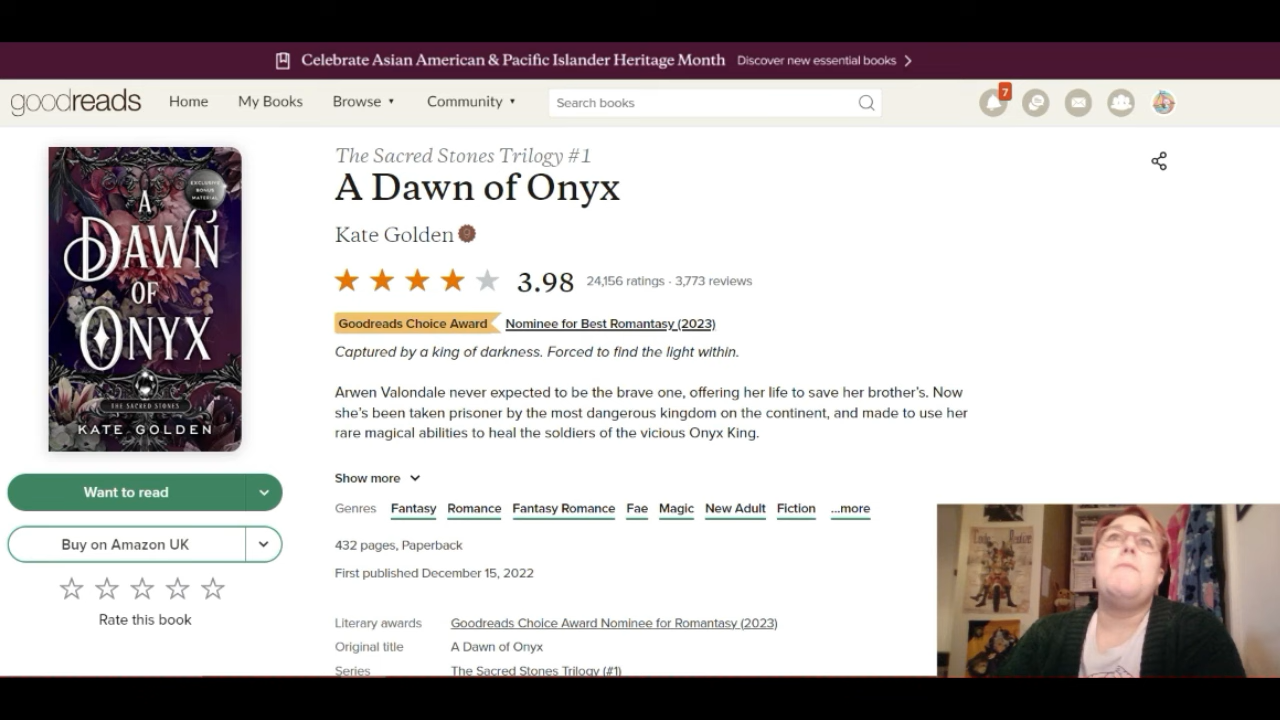 Celebrate Asian American & Pacific Islander Heritage Month Discover new essential books
goodreads Home My Books Browse Community Search books 7
The Sacred Stones Trilogy #1
A Dawn of Onyx
Kate Golden
3.98 24,156 ratings · 3,773 reviews
Goodreads Choice Award Nominee for Best Romantasy (2023)
Captured by a king of darkness. Forced to find the light within.
Arwen Valondale never expected to be the brave one, offering her life to save her brother’s. Now
she’s been taken prisoner by the most dangerous kingdom on the continent, and made to use her
rare magical abilities to heal the soldiers of the vicious Onyx King.
Show more
Genres Fantasy Romance Fantasy Romance Fae Magic New Adult Fiction ...more
432 pages, Paperback
First published December 15, 2022
Literary awards Goodreads Choice Award Nominee for Romantasy (2023)
Original title A Dawn of Onyx
Series The Sacred Stones Trilogy (#1)
EXCLUSIVE
BONUS
MATERIAL
A
DAWN
OF
ONYX
THE SACRED STONES
KATE GOLDEN
Want to read
Buy on Amazon UK
Rate this book